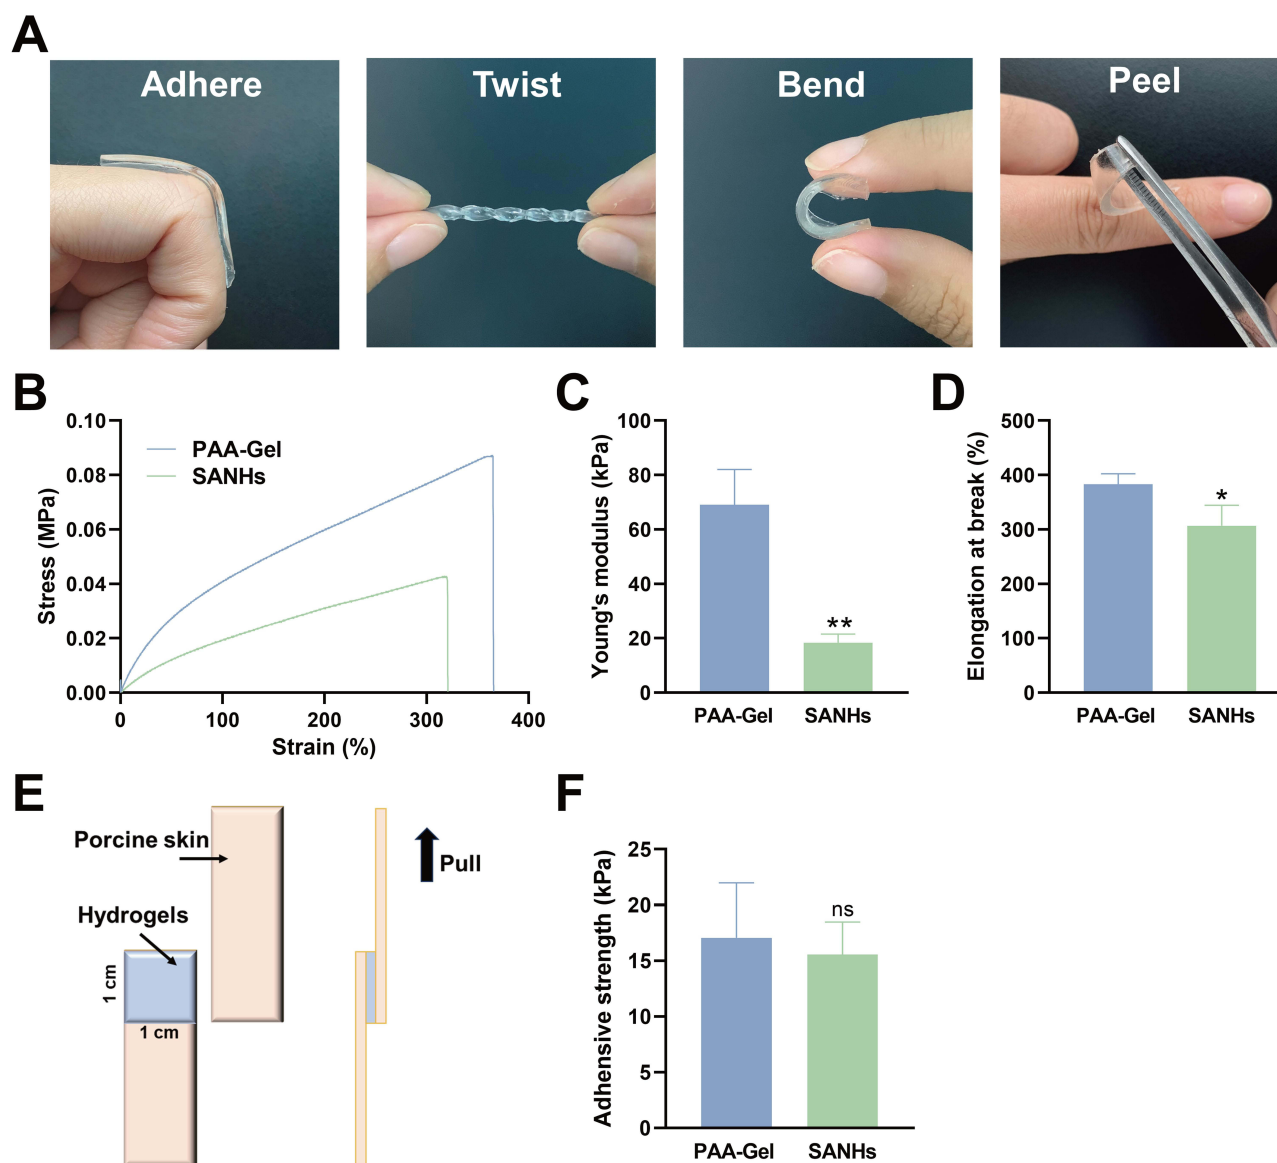 A
Adhere
Twist
Bend
Peel
B
Stress (MPa)
0.10
0.08
0.06
0.04
0.02
0.00
PAA-Gel
SANHs
0
100
200
300
400
Strain (%)
C
Young's modulus (kPa)
100
80
60
40
20
0
**
PAA-Gel
SANHs
D
Elongation at break (%)
500
400
300
200
100
0
*
PAA-Gel
SANHs
E
Porcine skin
Hydrogels
1 cm
1 cm
Pull
F
Adhensive strength (kPa)
25
20
15
10
5
0
ns
PAA-Gel
SANHs